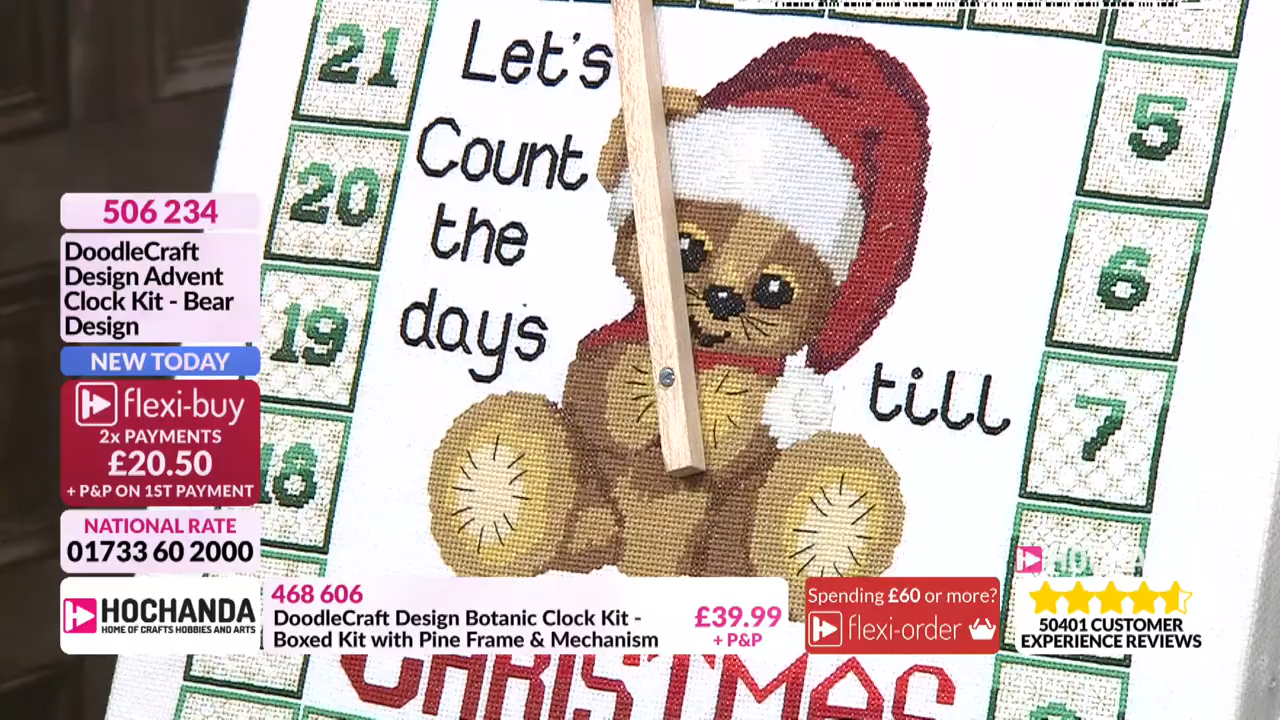 21
Let's
5
Count
20
the
6
506 234
DoodleCraft
Design Advent
Clock Kit - Bear
Design
19
days
till
7
NEW TODAY
flexi-buy
2x PAYMENTS
£20.50
+ P&P ON 1ST PAYMENT
18
NATIONAL RATE
01733 60 2000
HOCHANDA
HOME OF CRAFTS HOBBIES AND ARTS
468 606
DoodleCraft Design Botanic Clock Kit -
Boxed Kit with Pine Frame & Mechanism
£39.99
+ P&P
Spending £60 or more?
flexi-order
50401 CUSTOMER
EXPERIENCE REVIEWS
CHRISTMAS